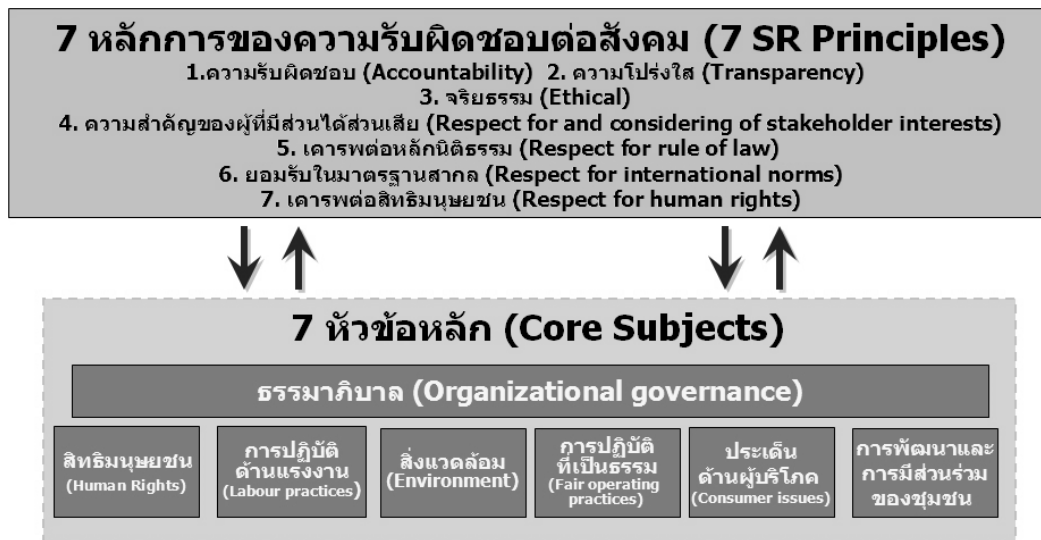 7 หลักการของความรับผิดชอบต่อสังคม (7 SR Principles)
1.ความรับผิดชอบ (Accountability) 2. ความโปร่งใส (Transparency)
3. จริยธรรม (Ethical)
4. ความสำคัญของผู้ที่มีส่วนได้ส่วนเสีย (Respect for and considering of stakeholder interests)
5. เคารพต่อหลักนิติธรรม (Respect for rule of law)
6. ยอมรับในมาตรฐานสากล (Respect for international norms)
7. เคารพต่อสิทธิมนุษยชน (Respect for human rights)
7 หัวข้อหลัก (Core Subjects)
ธรรมาภิบาล (Organizational governance)
สิทธิมนุษยชน
(Human Rights)
การปฏิบัติ
ด้านแรงงาน
(Labour practices)
สิ่งแวดล้อม
(Environment)
การปฏิบัติ
ที่เป็นธรรม
(Fair operating
practices)
ประเด็น
ด้านผู้บริโภค
(Consumer issues)
การพัฒนาและ
การมีส่วนร่วม
ของชุมชน